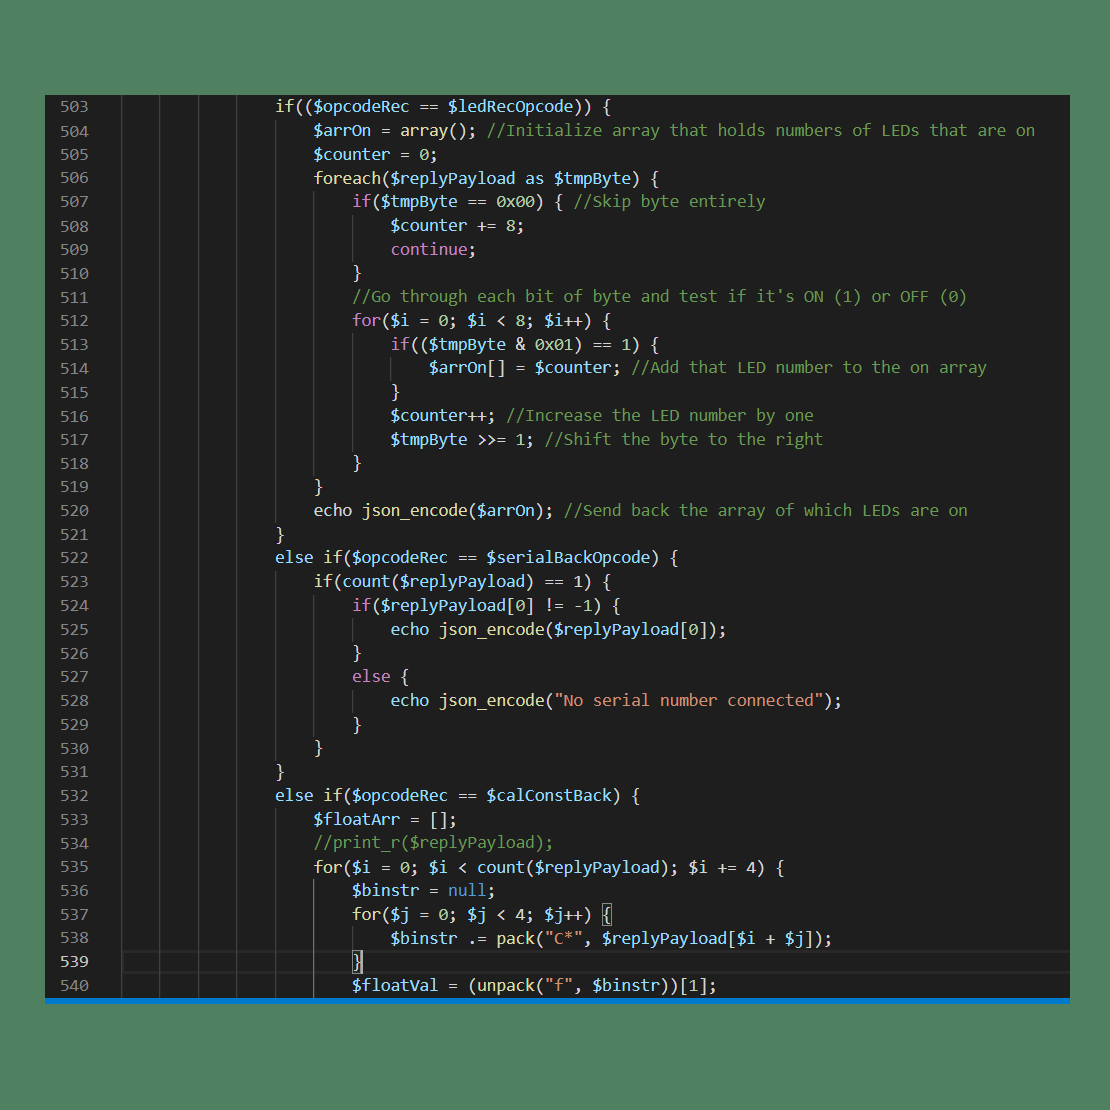 503 if(($opcodeRec == $ledRecOpcode)) {
504 $arrOn = array(); //Initialize array that holds numbers of LEDs that are on
505 $counter = 0;
506 foreach($replyPayload as $tmpByte) {
507 if($tmpByte == 0x00) { //Skip byte entirely
508 $counter += 8;
509 continue;
510 }
511 //Go through each bit of byte and test if it's ON (1) or OFF (0)
512 for($i = 0; $i < 8; $i++) {
513 if(($tmpByte & 0x01) == 1) {
514 $arrOn[] = $counter; //Add that LED number to the on array
515 }
516 $counter++; //Increase the LED number by one
517 $tmpByte >>= 1; //Shift the byte to the right
518 }
519 }
520 echo json_encode($arrOn); //Send back the array of which LEDs are on
521 }
522 else if($opcodeRec == $serialBackOpcode) {
523 if(count($replyPayload) == 1) {
524 if($replyPayload[0] != -1) {
525 echo json_encode($replyPayload[0]);
526 }
527 else {
528 echo json_encode("No serial number connected");
529 }
530 }
531 }
532 else if($opcodeRec == $calConstBack) {
533 $floatArr = [];
534 //print_r($replyPayload);
535 for($i = 0; $i < count($replyPayload); $i += 4) {
536 $binstr = null;
537 for($j = 0; $j < 4; $j++) {
538 $binstr .= pack("C*", $replyPayload[$i + $j]);
539 }
540 $floatVal = (unpack("f", $binstr))[1];